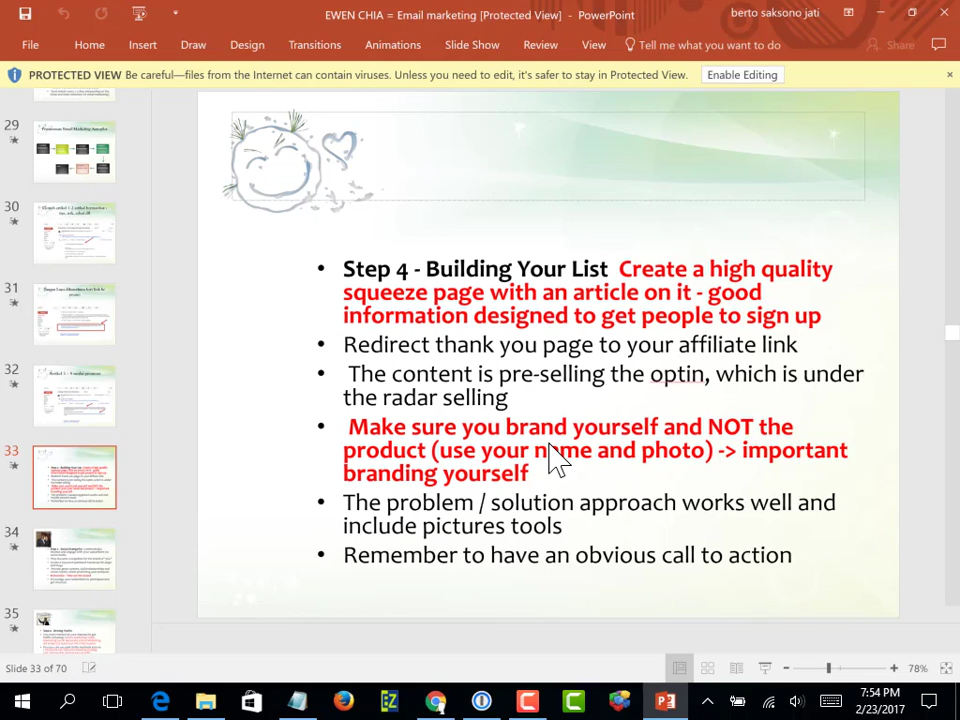 EWEN CHIA = Email marketing [Protected View] - PowerPoint
berto saksono jati
File Home Insert Draw Design Transitions Animations Slide Show Review View Tell me what you want to do Share
PROTECTED VIEW Be careful—files from the Internet can contain viruses. Unless you need to edit, it's safer to stay in Protected View. Enable Editing
29
30
31
32
33
34
35
• Step 4 - Building Your List Create a high quality
squeeze page with an article on it - good
information designed to get people to sign up
• Redirect thank you page to your affiliate link
• The content is pre-selling the optin, which is under
the radar selling
• Make sure you brand yourself and NOT the
product (use your name and photo) -> important
branding yourself
• The problem / solution approach works well and
include pictures tools
• Remember to have an obvious call to action
Slide 33 of 70
78%
7:54 PM
2/23/2017